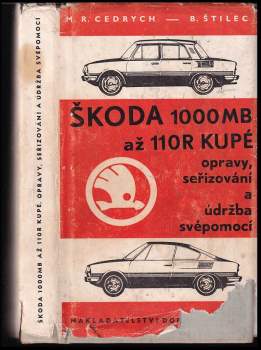 M. R. CEDRYCH — B. ŠTILEC
ŠKODA 1000MB
až 110R KUPÉ
opravy,
seřizování
a
údržba
svépomocí
NAKLADATELSTVÍ
ŠKODA 1000MB AŽ 110R KUPÉ, OPRAVY, SEŘIZOVÁNÍ A ÚDRŽBA SVÉPOMOCÍ